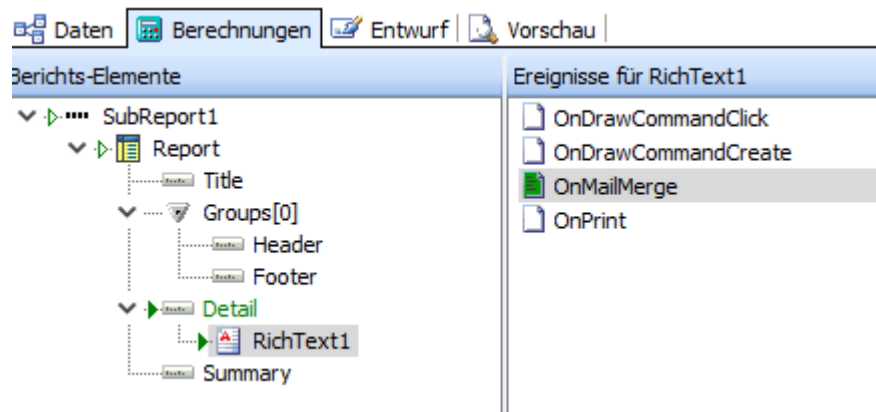 Daten Berechnungen Entwurf Vorschau
Berichts-Elemente
SubReport1
Report
Title
Groups[0]
Header
Footer
Detail
RichText1
Summary
Ereignisse für RichText1
OnDrawCommandClick
OnDrawCommandCreate
OnMailMerge
OnPrint